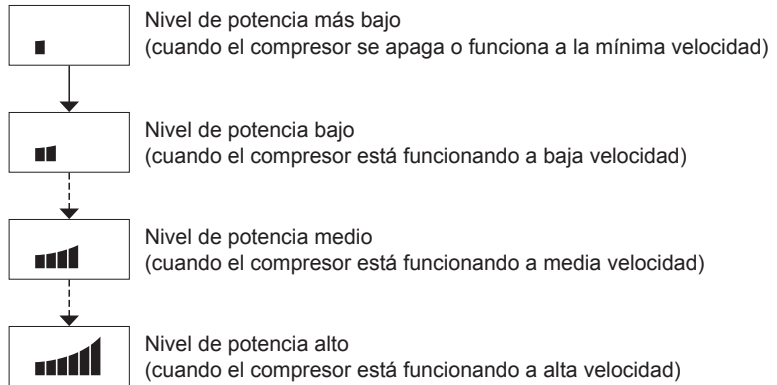 Nivel de potencia más bajo
(cuando el compresor se apaga o funciona a la mínima velocidad)
Nivel de potencia bajo
(cuando el compresor está funcionando a baja velocidad)
Nivel de potencia medio
(cuando el compresor está funcionando a media velocidad)
Nivel de potencia alto
(cuando el compresor está funcionando a alta velocidad)